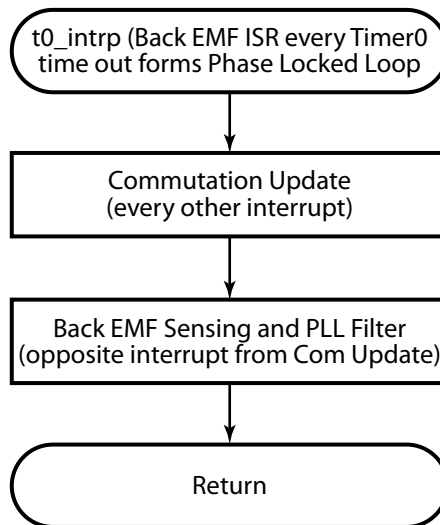 t0_intrp (Back EMF ISR every Timer0
time out forms Phase Locked Loop
Commutation Update
(every other interrupt)
Back EMF Sensing and PLL Filter
(opposite interrupt from Com Update)
Return